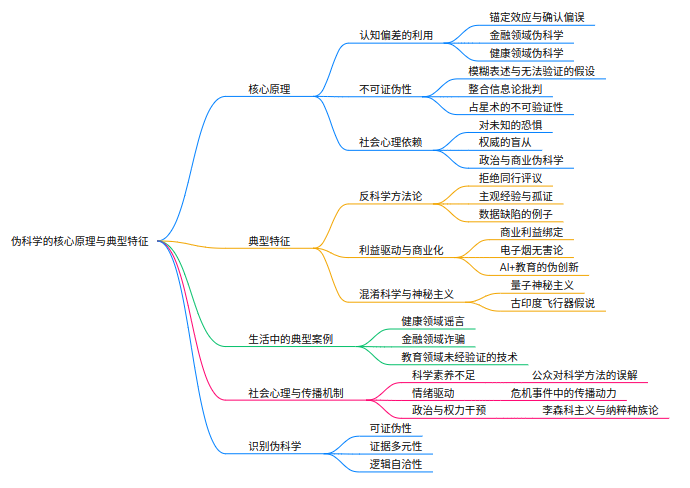 伪科学的核心原理与典型特征
核心原理
认知偏差的利用
锚定效应与确认偏误
金融领域伪科学
健康领域伪科学
不可证伪性
模糊表述与无法验证的假设
整合信息论批判
占星术的不可验证性
社会心理依赖
对未知的恐惧
权威的盲从
政治与商业伪科学
典型特征
反科学方法论
拒绝同行评议
主观经验与孤证
数据缺陷的例子
利益驱动与商业化
商业利益绑定
电子烟无害论
AI+教育的伪创新
混淆科学与神秘主义
量子神秘主义
古印度飞行器假说
生活中的典型案例
健康领域谣言
金融领域诈骗
教育领域未经验证的技术
社会心理与传播机制
科学素养不足
公众对科学方法的误解
情绪驱动
危机事件中的传播动力
政治与权力干预
李森科主义与纳粹种族论
识别伪科学
可证伪性
证据多元性
逻辑自洽性